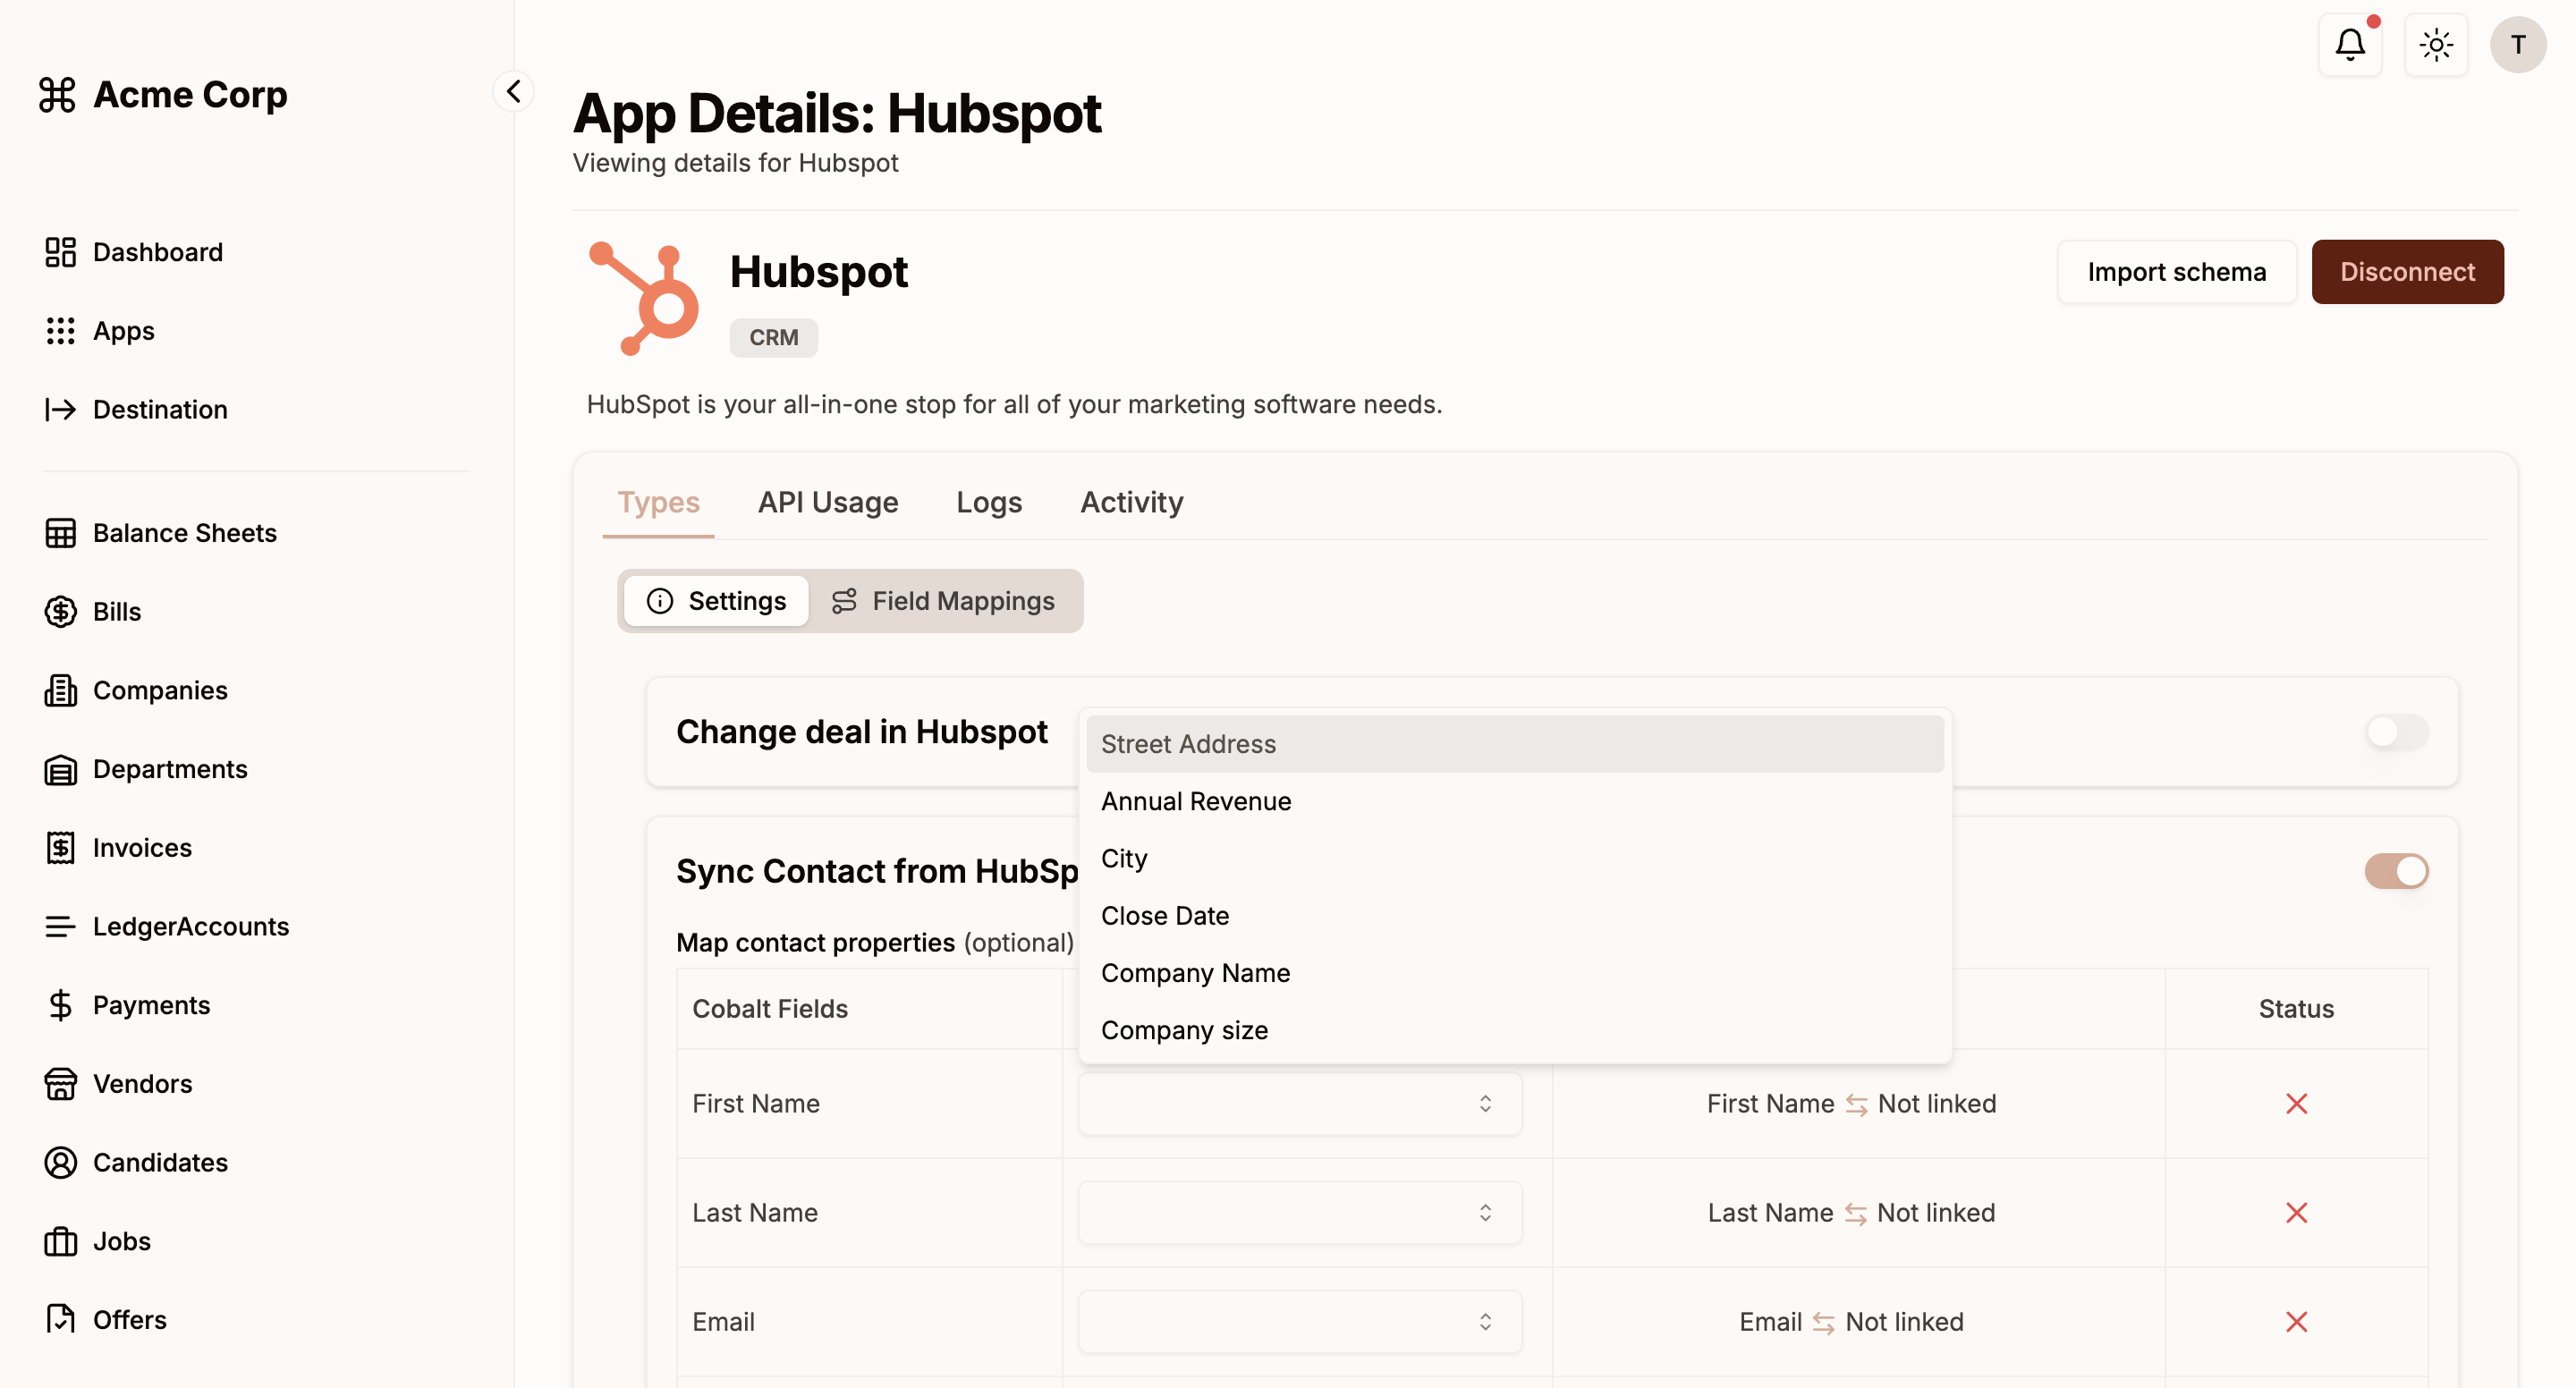 T
Acme Corp
Dashboard
Apps
Destination
Balance Sheets
Bills
Companies
Departments
Invoices
LedgerAccounts
Payments
Vendors
Candidates
Jobs
Offers
App Details: Hubspot
Viewing details for Hubspot
Hubspot
CRM
Import schema
Disconnect
HubSpot is your all-in-one stop for all of your marketing software needs.
Types API Usage Logs Activity
Settings Field Mappings
Change deal in Hubspot
Street Address
Annual Revenue
City
Close Date
Company Name
Company size
Sync Contact from HubSp
Map contact properties (optional)
Cobalt Fields Status
First Name First Name Not linked
Last Name Last Name Not linked
Email Email Not linked